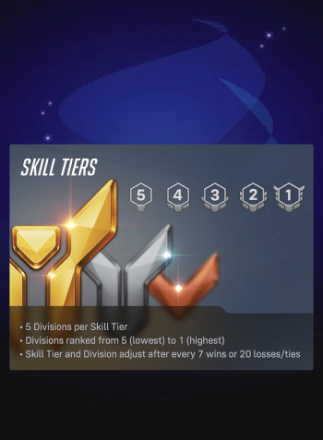 SKILL TIERS
5 4 3 2 1
• 5 Divisions per Skill Tier
• Divisions ranked from 5 (lowest) to 1 (highest)
• Skill Tier and Division adjust after every 7 wins or 20 losses/ties